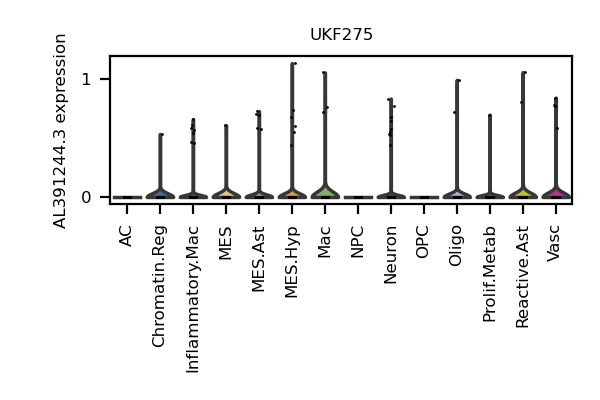 UKF275
AL391244.3 expression
1
0
AC
Chromatin.Reg
Inflammatory.Mac
MES
MES.Ast
MES.Hyp
Mac
NPC
Neuron
OPC
Oligo
Prolif.Metab
Reactive.Ast
Vasc